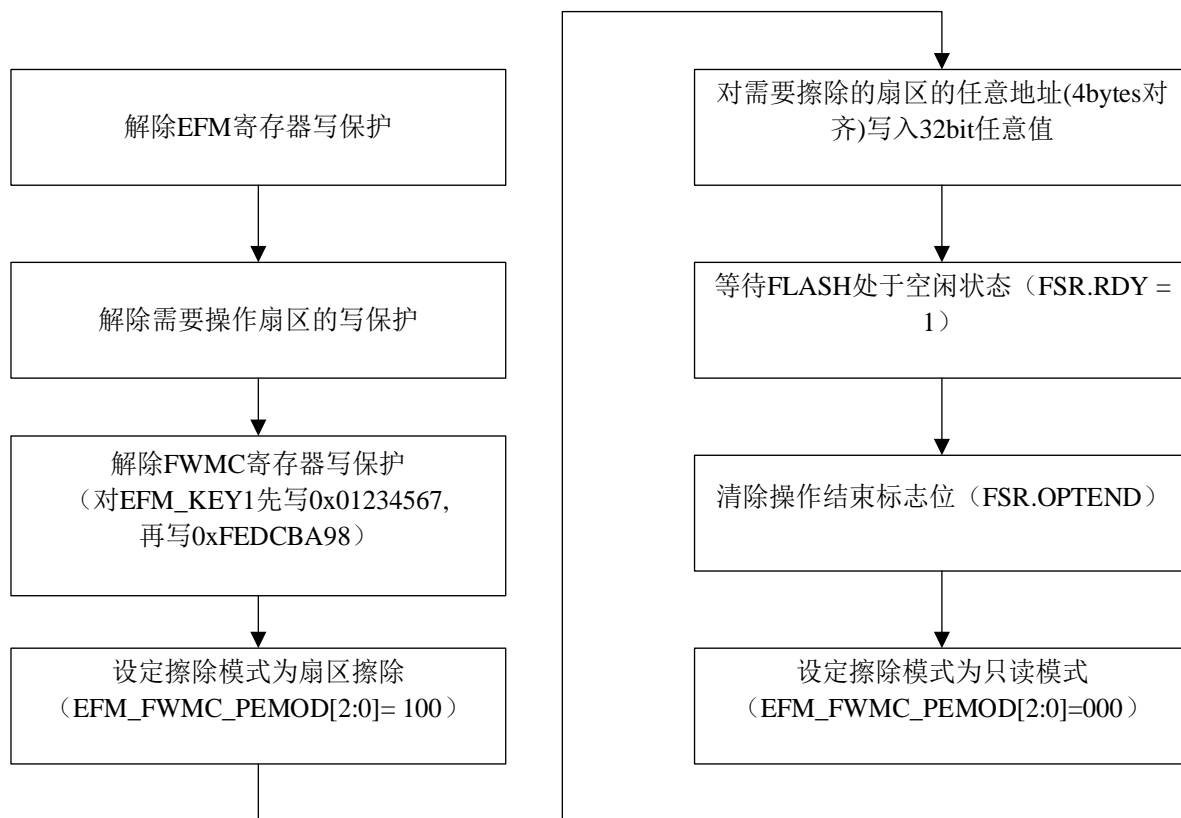 解除EFM寄存器写保护
解除需要操作扇区的写保护
解除FWMC寄存器写保护
（对EFM_KEY1先写0x01234567,
再写0xFEDCBA98）
设定擦除模式为扇区擦除
（EFM_FWMC_PEMOD[2:0]= 100）
对需要擦除的扇区的任意地址(4bytes对
齐)写入32bit任意值
等待FLASH处于空闲状态（FSR.RDY =
1）
清除操作结束标志位（FSR.OPTEND）
设定擦除模式为只读模式
（EFM_FWMC_PEMOD[2:0]=000）